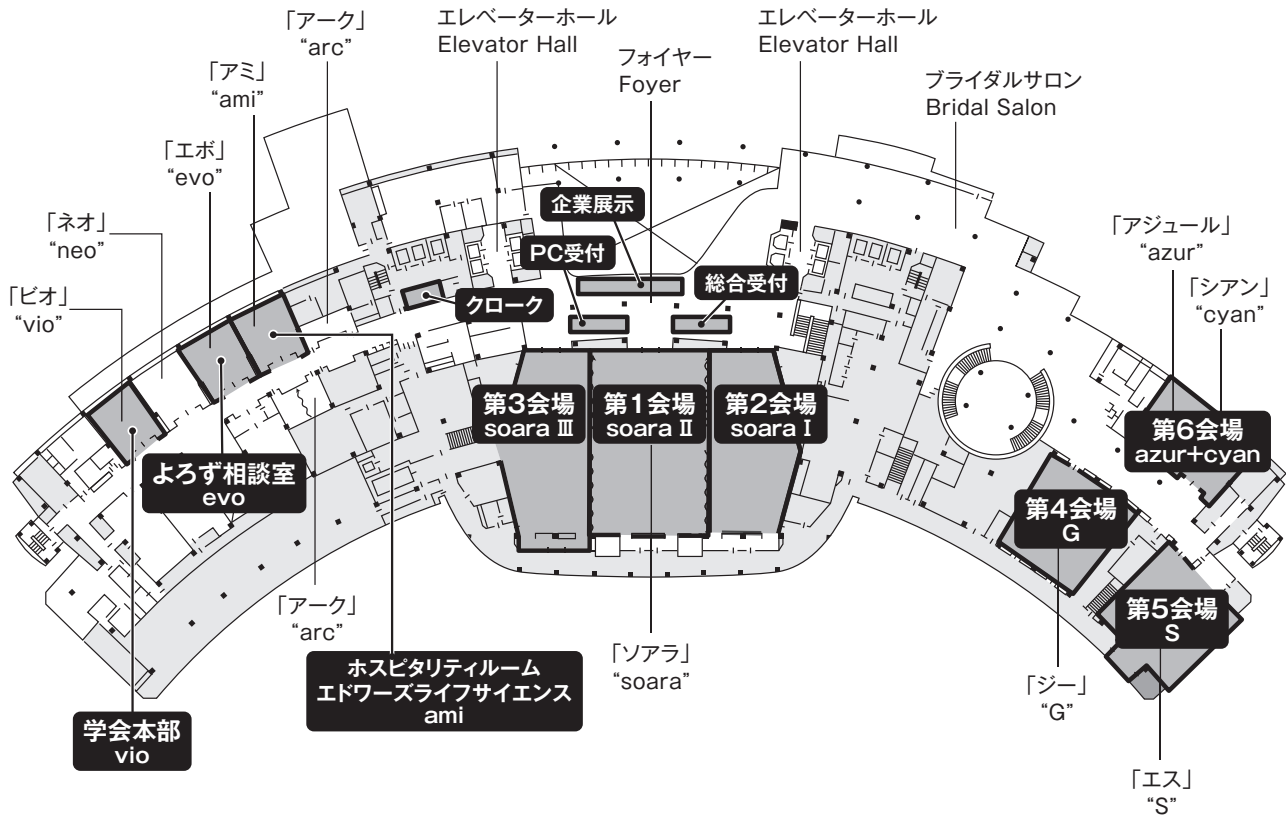 「アーク」
“arc”
エレベーターホール
Elevator Hall
エレベーターホール
Elevator Hall
「アミ」
“ami”
フォイヤー
Foyer
ブライダルサロン
Bridal Salon
「エボ」
“evo”
「ネオ」
“neo”
「ビオ」
“vio”
企業展示
PC受付
総合受付
クローク
「アジュール」
“azur”
「シアン」
“cyan”
第3会場
soara Ⅲ
第1会場
soara Ⅱ
第2会場
soara Ⅰ
第6会場
azur+cyan
よろず相談室
evo
第4会場
G
第5会場
S
「アーク」
“arc”
ホスピタリティルーム
エドワーズライフサイエンス
ami
「ソアラ」
“soara”
「ジー」
“G”
学会本部
vio
「エス」
“S”